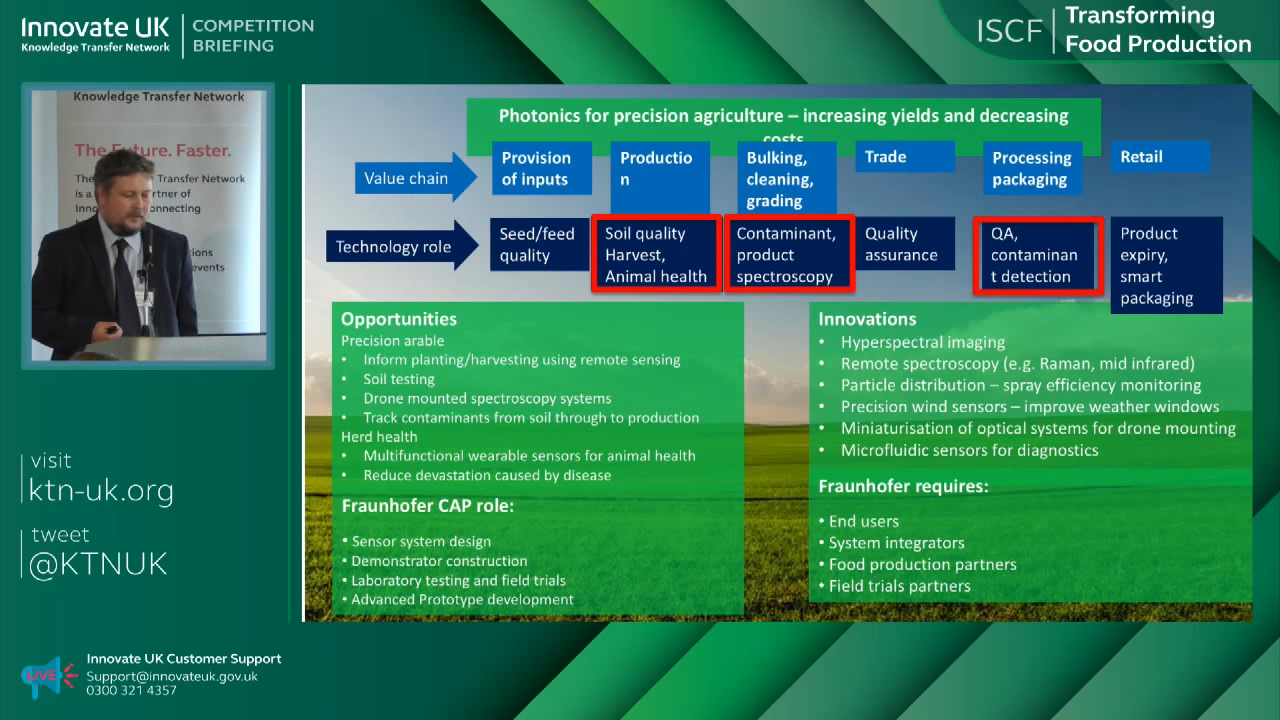 Innovate UK
Knowledge Transfer Network
COMPETITION
BRIEFING
ISCF
Transforming
Food Production
Knowledge Transfer Network
The Future. Faster.
Knowledge Transfer Network
is a
of
Inno
onnecting
events
visit
ktn-uk.org
tweet
@KTNUK
LIVE
Innovate UK Customer Support
Support@innovateuk.gov.uk
0300 321 4357
Photonics for precision agriculture – increasing yields and decreasing
costs
Value chain
Provision
of inputs
Productio
n
Bulking,
cleaning,
grading
Trade
Processing
packaging
Retail
Technology role
Seed/feed
quality
Soil quality
Harvest,
Animal health
Contaminant,
product
spectroscopy
Quality
assurance
QA,
contaminan
t detection
Product
expiry,
smart
packaging
Opportunities
Precision arable
• Inform planting/harvesting using remote sensing
• Soil testing
• Drone mounted spectroscopy systems
• Track contaminants from soil through to production
Herd health
• Multifunctional wearable sensors for animal health
• Reduce devastation caused by disease
Fraunhofer CAP role:
• Sensor system design
• Demonstrator construction
• Laboratory testing and field trials
• Advanced Prototype development
Innovations
• Hyperspectral imaging
• Remote spectroscopy (e.g. Raman, mid infrared)
• Particle distribution – spray efficiency monitoring
• Precision wind sensors – improve weather windows
• Miniaturisation of optical systems for drone mounting
• Microfluidic sensors for diagnostics
Fraunhofer requires:
• End users
• System integrators
• Food production partners
• Field trials partners